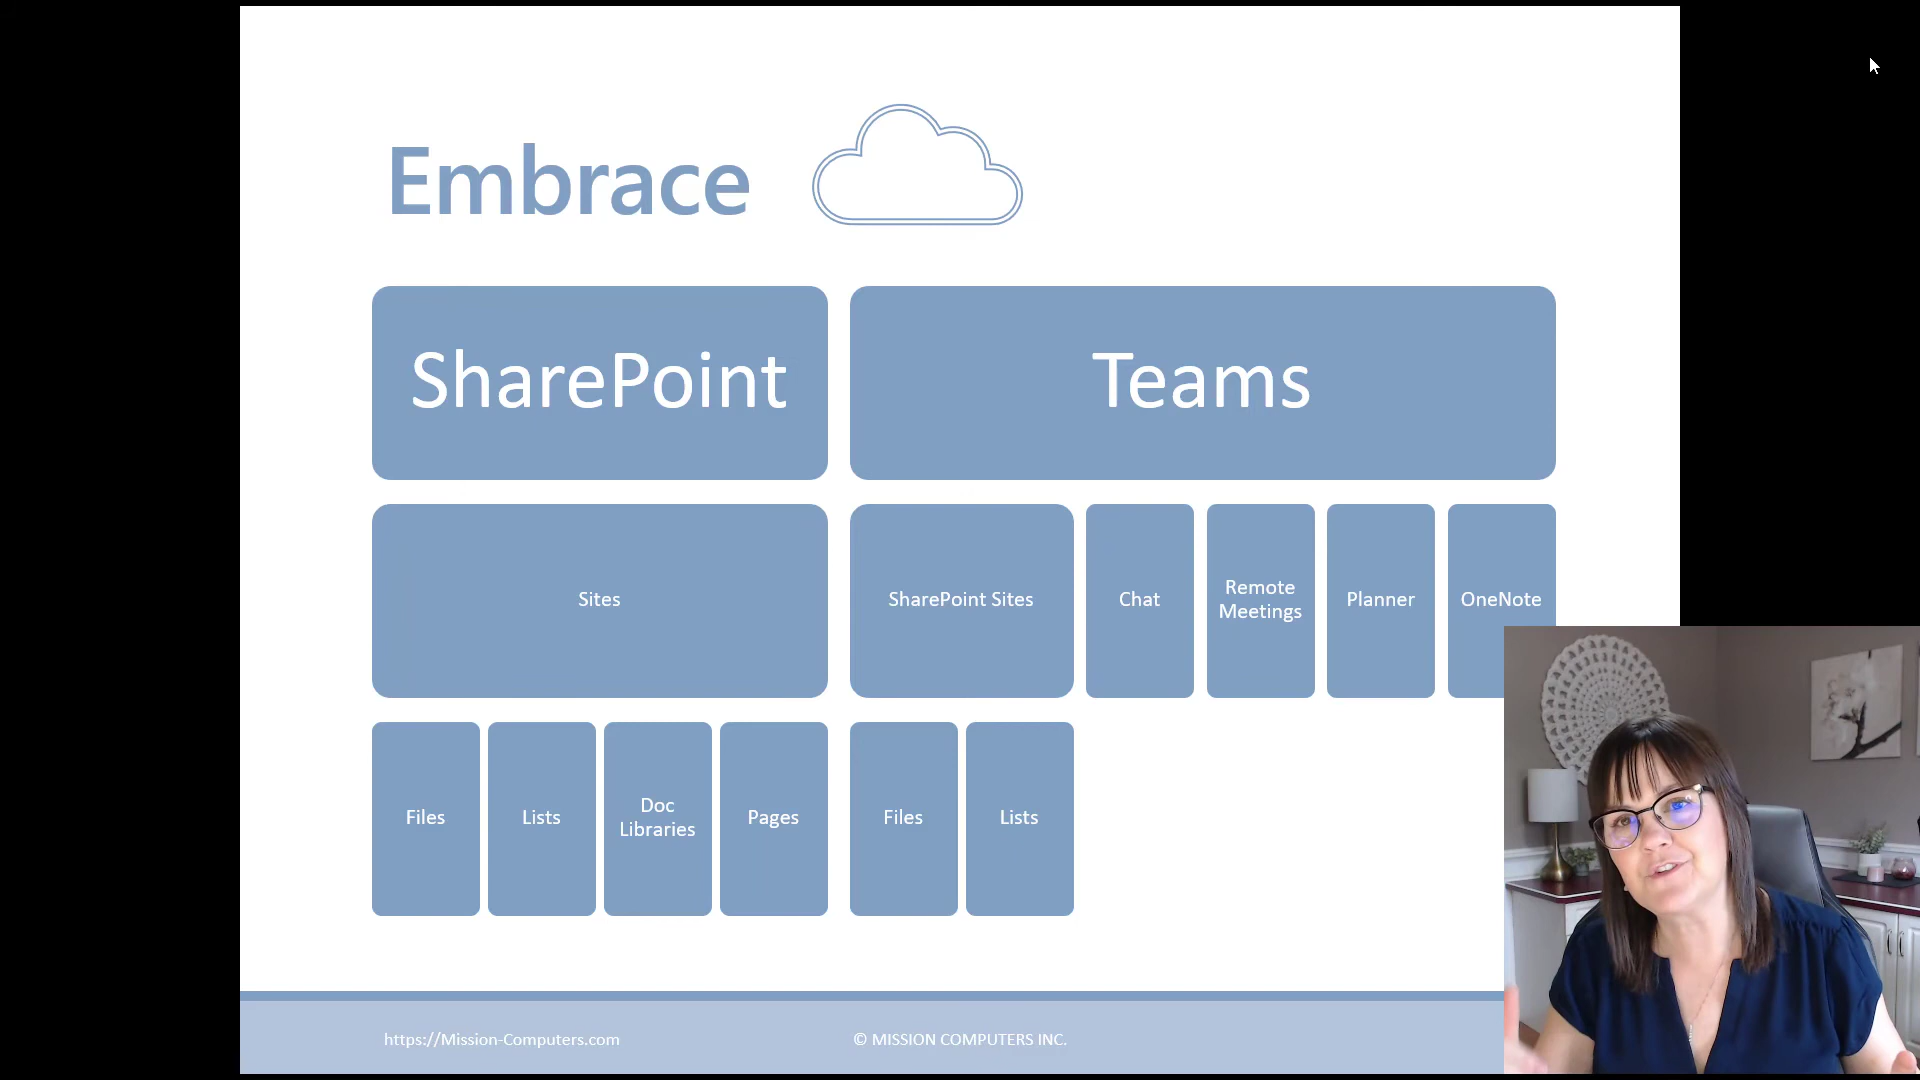 Embrace
SharePoint
Teams
Sites
SharePoint Sites
Chat
Remote
Meetings
Planner
OneNote
Files
Lists
Doc
Libraries
Pages
Files
Lists
https://Mission-Computers.com
© MISSION COMPUTERS INC.